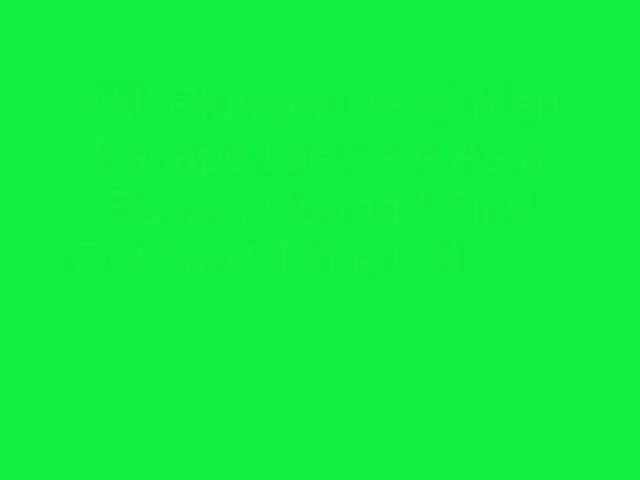 Will Plunger Head Man
Escape His Fate As a
Basset Hound? Find
Out Next Time ON......